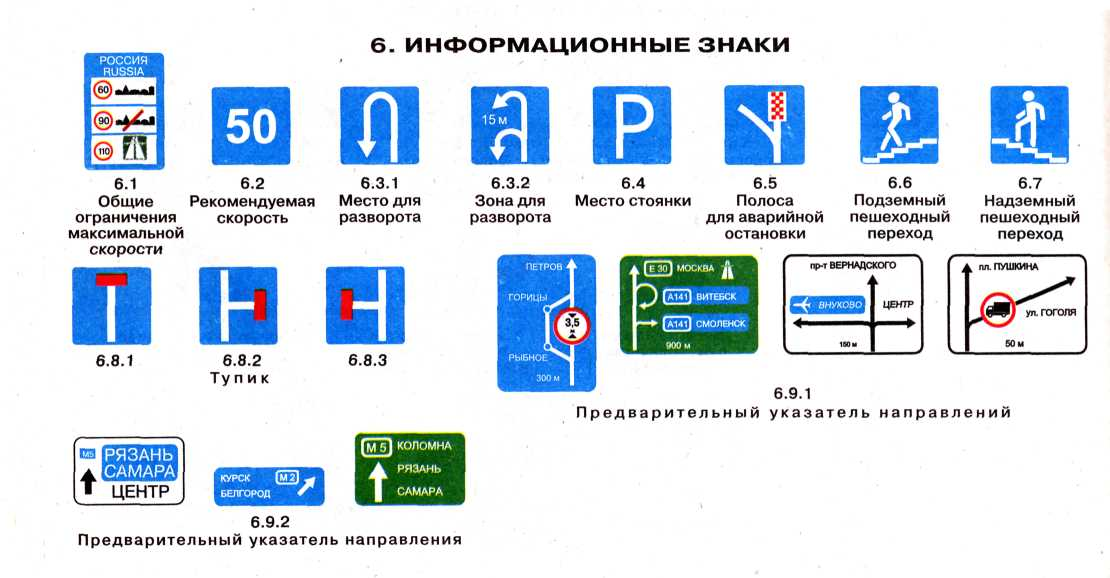 6. ИНФОРМАЦИОННЫЕ ЗНАКИ
РОССИЯ
RUSSIA
60
90
110
50
15 м
P
6.1
Общие
ограничения
максимальной
скорости
6.2
Рекомендуемая
скорость
6.3.1
Место для
разворота
6.3.2
Зона для
разворота
6.4
Место стоянки
6.5
Полоса
для аварийной
остановки
6.6
Подземный
пешеходный
переход
6.7
Надземный
пешеходный
переход
6.8.1
6.8.2
6.8.3
Тупик
ПЕТРОВ
ГОРИЦЫ
3,5
м
РЫБНОЕ
300 м
E 30 МОСКВА
А141 ВИТЕБСК
А141 СМОЛЕНСК
900 м
пр-т ВЕРНАДСКОГО
ВНУКОВО
ЦЕНТР
150 м
пл. ПУШКИНА
ул. ГОГОЛЯ
50 м
6.9.1
Предварительный указатель направлений
М5 РЯЗАНЬ
САМАРА
ЦЕНТР
КУРСК М 2
БЕЛГОРОД
М 5 КОЛОМНА
РЯЗАНЬ
САМАРА
6.9.2
Предварительный указатель направления